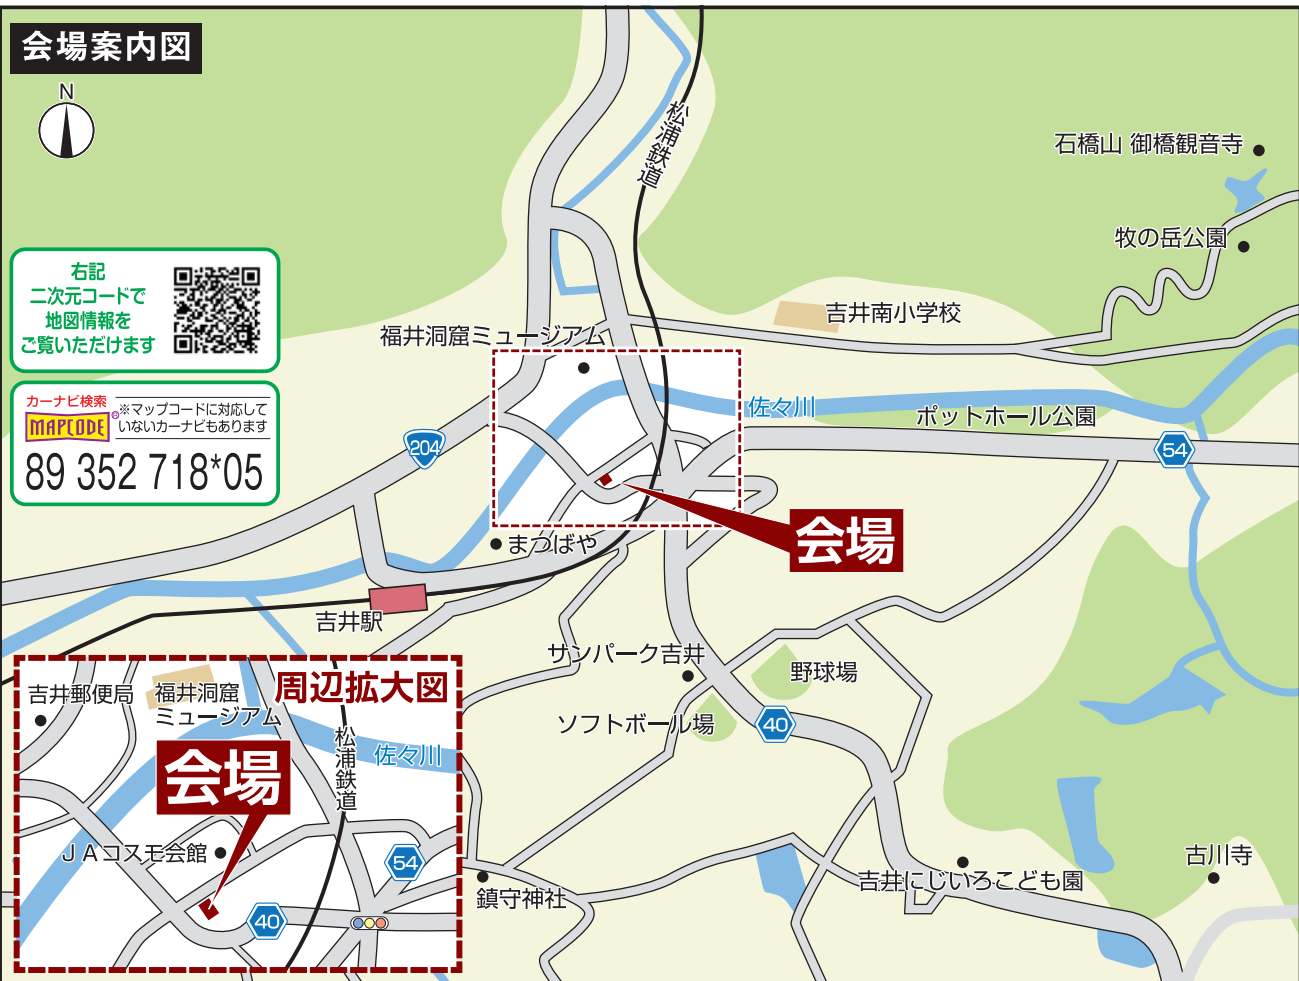 会場案内図
N
松浦鉄道
石橋山 御橋観音寺
牧の岳公園
右記
二次元コードで
地図情報を
ご覧いただけます
吉井南小学校
福井洞窟ミュージアム
カーナビ検索
MAPCODE®
※マップコードに対応して
いないカーナビもあります
89 352 718*05
佐々川
ポットホール公園
204
54
会場
まつばや
吉井駅
サンパーク吉井
野球場
ソフトボール場
40
周辺拡大図
吉井郵便局
福井洞窟
ミュージアム
松浦鉄道
佐々川
会場
ＪＡコスモ会館
54
40
鎮守神社
吉井にじいろこども園
古川寺